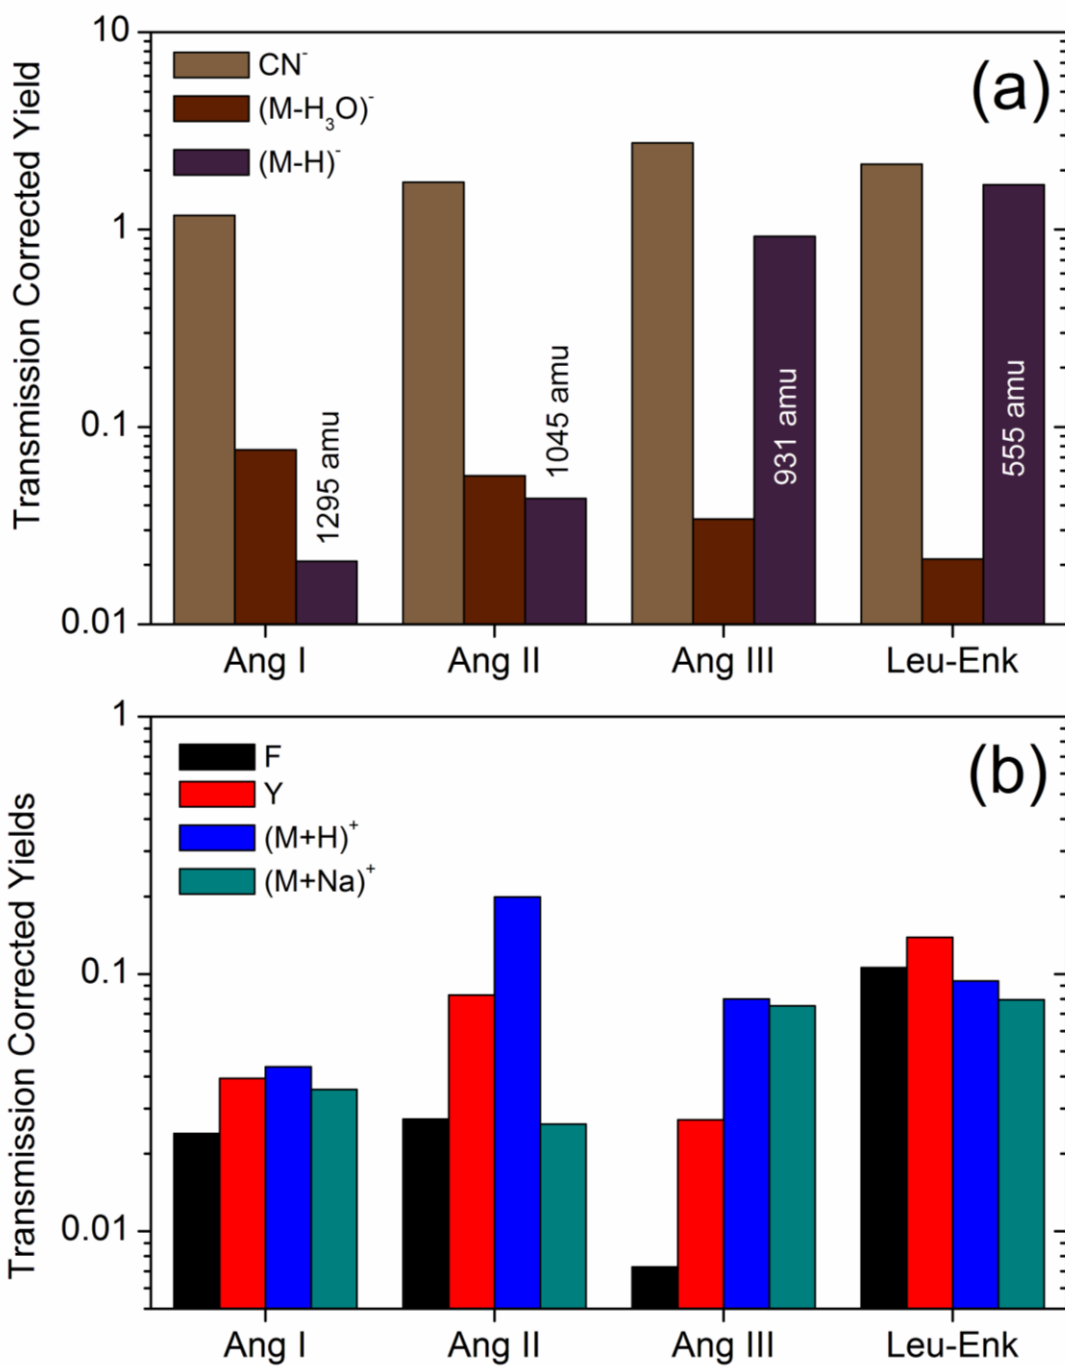 (a)
CN⁻
(M-H₃O)⁻
(M-H)⁻
Transmission Corrected Yield
10
1
0.1
0.01
1295 amu
1045 amu
931 amu
555 amu
Ang I Ang II Ang III Leu-Enk
(b)
F
Y
(M+H)⁺
(M+Na)⁺
Transmission Corrected Yields
1
0.1
0.01
Ang I Ang II Ang III Leu-Enk